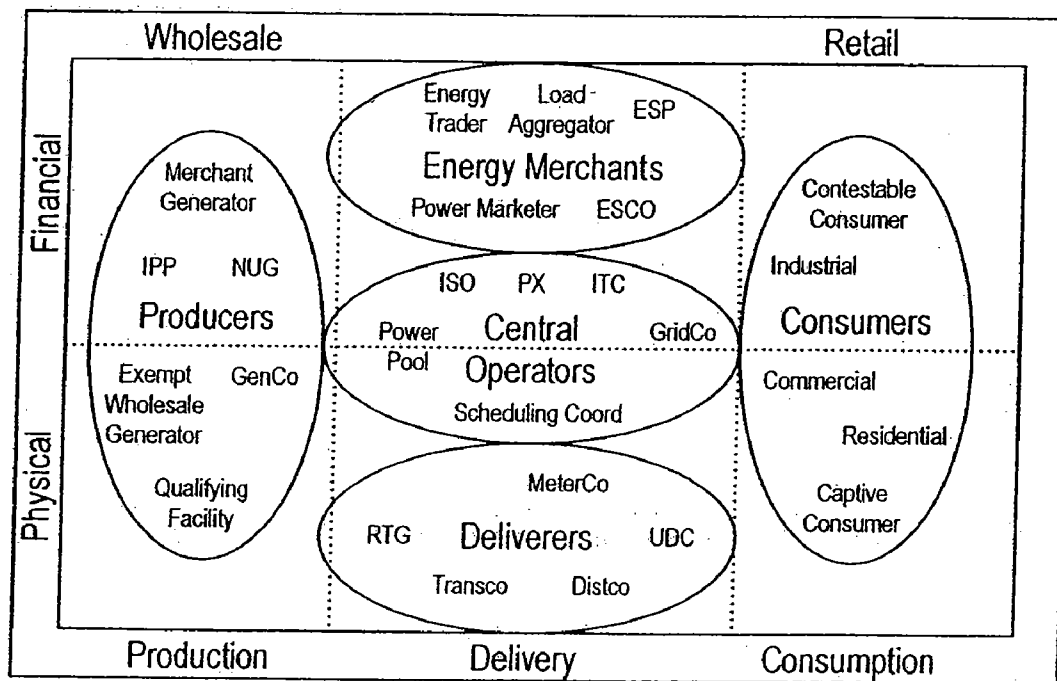 Wholesale
Retail
Financial
Physical
Merchant
Generator
IPP NUG
Producers
Exempt GenCo
Wholesale
Generator
Qualifying
Facility
Energy Load-
Trader Aggregator ESP
Energy Merchants
Power Marketer ESCO
ISO PX ITC
Power Central GridCo
Pool Operators
Scheduling Coord
MeterCo
RTG Deliverers UDC
Transco Distco
Contestable
Consumer
Industrial
Consumers
Commercial
Residential
Captive
Consumer
Production Delivery Consumption